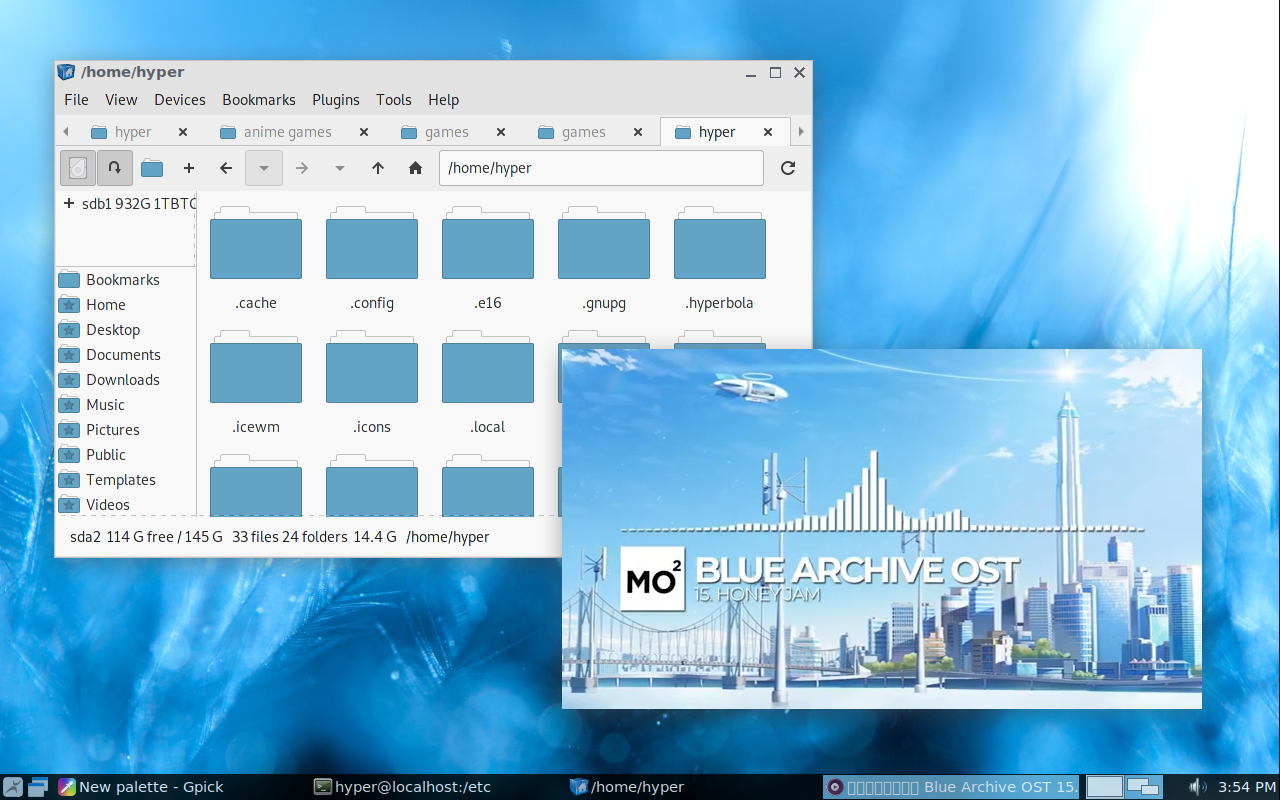 /home/hyper
File View Devices Bookmarks Plugins Tools Help
hyper anime games games games hyper
/home/hyper
sdb1 932G 1TBTC
Bookmarks
Home
Desktop
Documents
Downloads
Music
Pictures
Public
Templates
Videos
.cache .config .e16 .gnupg .hyperbola
.icewm .icons .local
sda2 114 G free / 145 G 33 files 24 folders 14.4 G /home/hyper
MO²
BLUE ARCHIVE OST
15. HONEY JAM
New palette - Gpick hyper@localhost:/etc /home/hyper Blue Archive OST 15. 3:54 PM